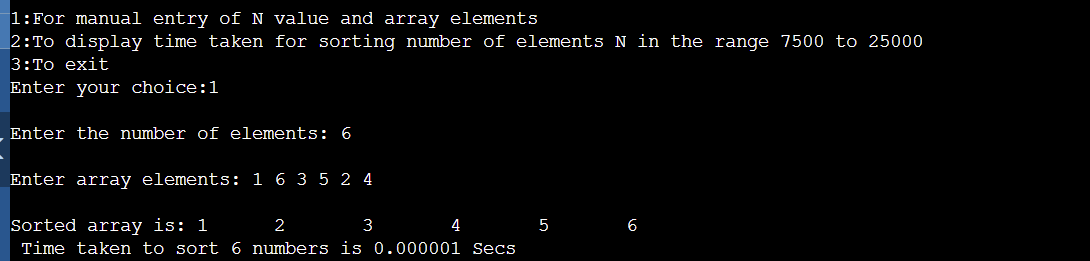 1:For manual entry of N value and array elements
2:To display time taken for sorting number of elements N in the range 7500 to 25000
3:To exit
Enter your choice:1
Enter the number of elements: 6
Enter array elements: 1 6 3 5 2 4
Sorted array is: 1 2 3 4 5 6
Time taken to sort 6 numbers is 0.000001 Secs